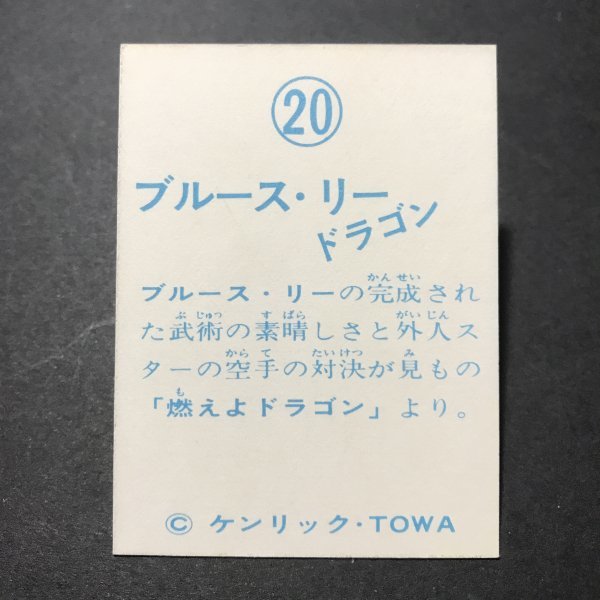 20
ブルース・リー
ドラゴン
ブルース・リーの完成され
た武術の素晴しさと外人ス
ターの空手の対決が見もの
「燃えよドラゴン」より。
© ケンリック・TOWA